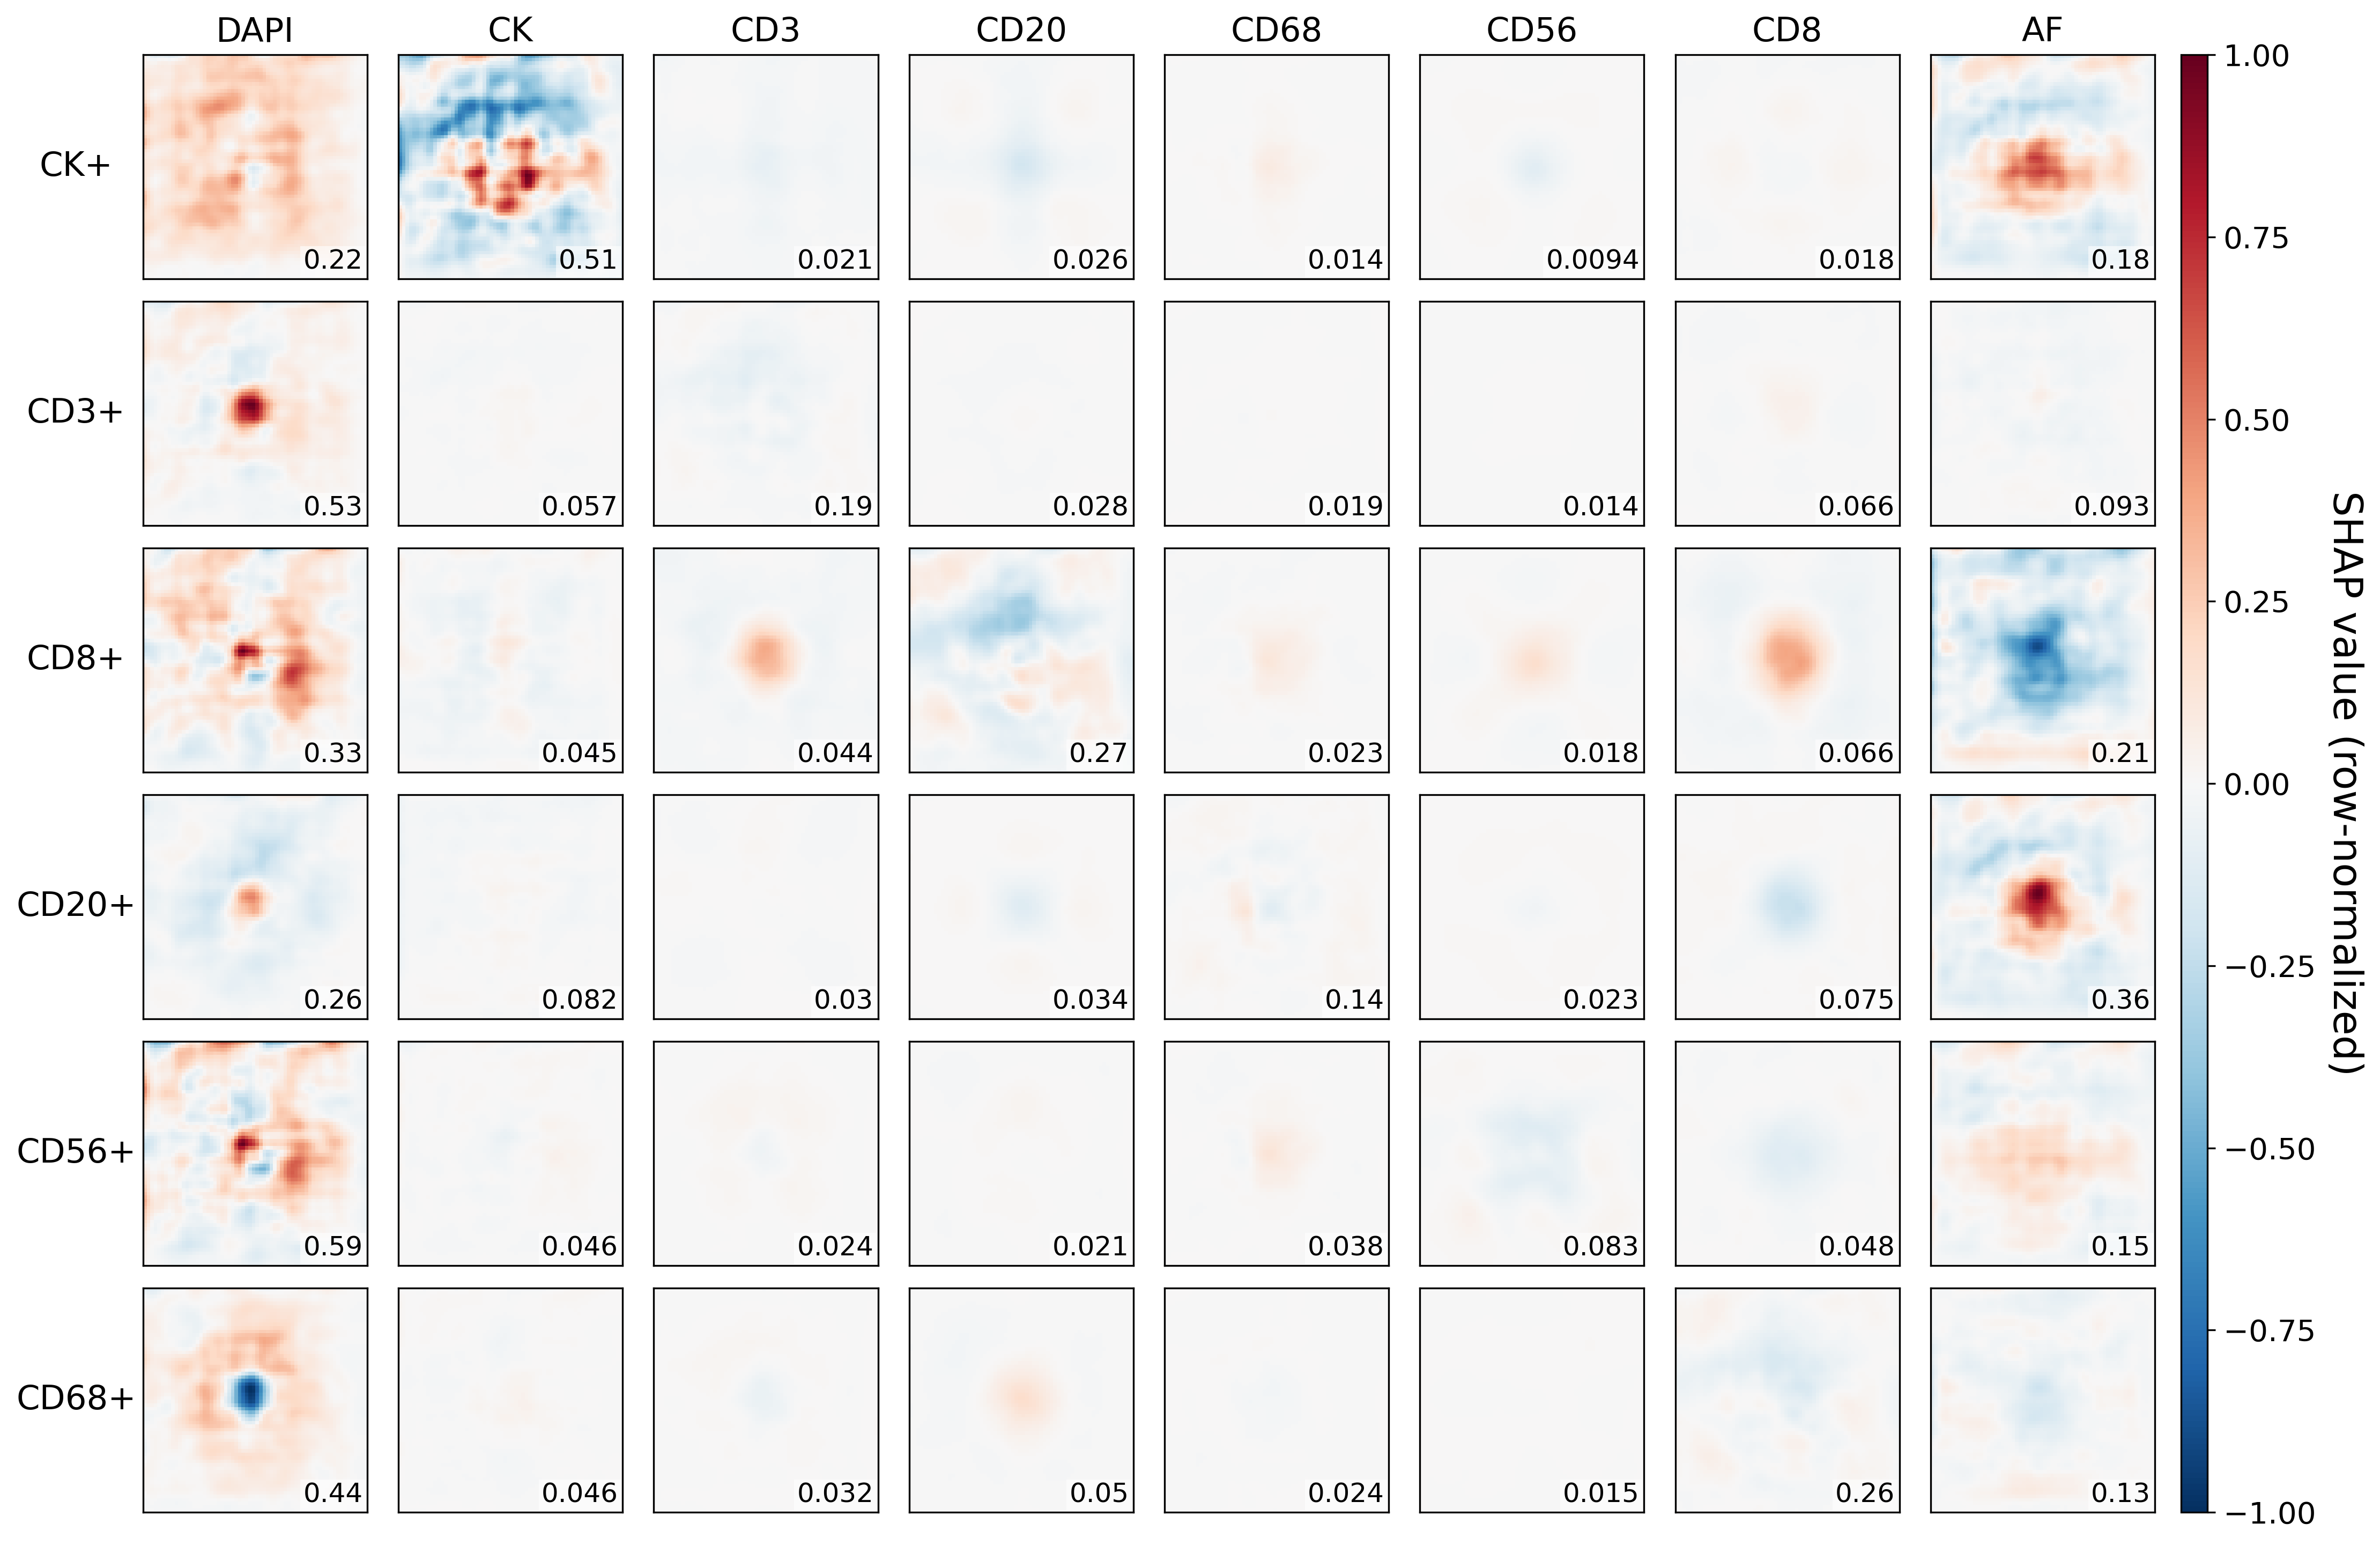 DAPI CK CD3 CD20 CD68 CD56 CD8 AF
CK+ 0.22 0.51 0.021 0.026 0.014 0.0094 0.018 0.18
CD3+ 0.53 0.057 0.19 0.028 0.019 0.014 0.066 0.093
CD8+ 0.33 0.045 0.044 0.27 0.023 0.018 0.066 0.21
CD20+ 0.26 0.082 0.03 0.034 0.14 0.023 0.075 0.36
CD56+ 0.59 0.046 0.024 0.021 0.038 0.083 0.048 0.15
CD68+ 0.44 0.046 0.032 0.05 0.024 0.015 0.26 0.13
1.00
0.75
0.50
0.25
0.00
−0.25
−0.50
−0.75
−1.00
SHAP value (row-normalized)